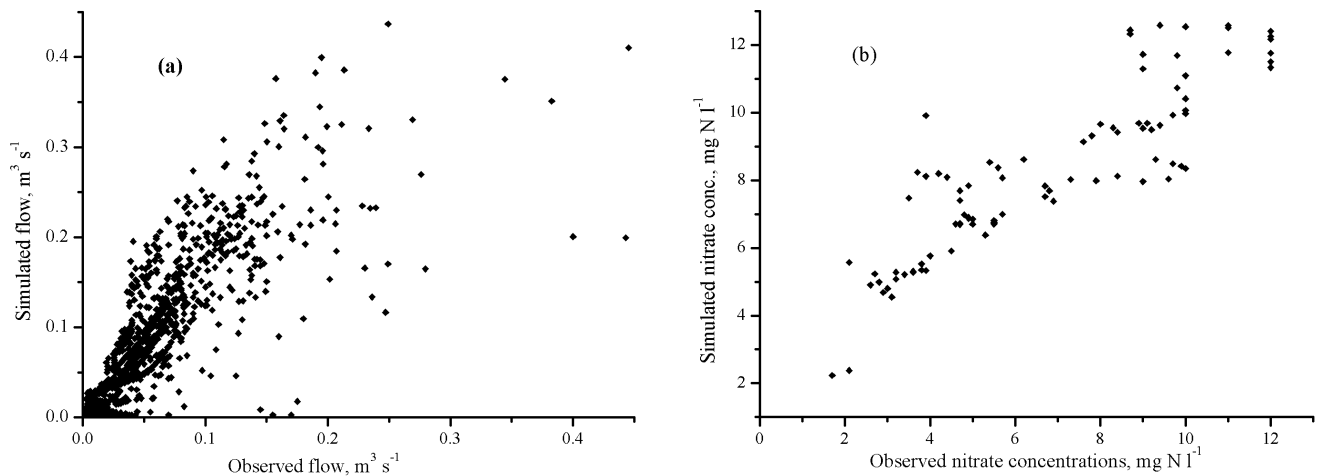 (a)
Simulated flow, m³ s⁻¹
0.4
0.3
0.2
0.1
0.0
0.0 0.1 0.2 0.3 0.4
Observed flow, m³ s⁻¹
(b)
Simulated nitrate conc., mg N l⁻¹
12
10
8
6
4
2
0 2 4 6 8 10 12
Observed nitrate concentrations, mg N l⁻¹